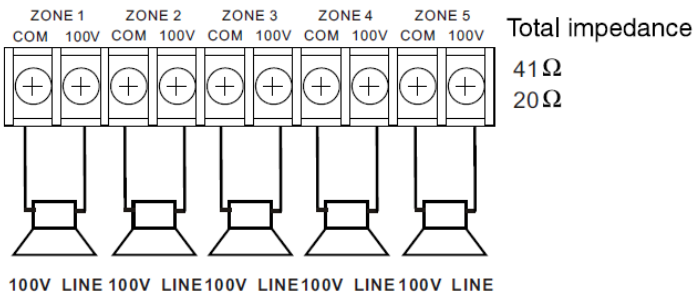 ZONE 1 ZONE 2 ZONE 3 ZONE 4 ZONE 5
COM 100V COM 100V COM 100V COM 100V COM 100V
Total impedance
41Ω
20Ω
100V LINE 100V LINE 100V LINE 100V LINE 100V LINE